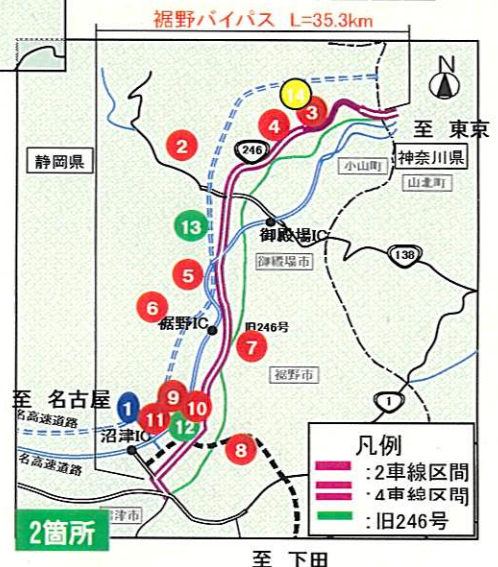 裾野バイパス L=35.3km
N
14
3
4
246
至 東京
2
静岡県
小山町
神奈川県
山北町
13
御殿場IC
138
御殿場市
5
6
裾野IC
旧246号
7
裾野市
至 名古屋
1
9
10
1
11
12
名高速道路
沼津IC
8
名高速道路
凡例
:2車線区間
:4車線区間
:旧246号
2箇所
津市
至 下田